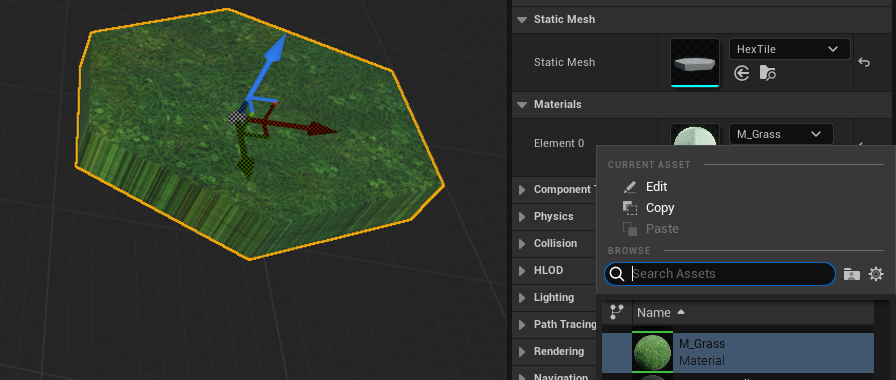 Static Mesh
Static Mesh
HexTile
Materials
Element 0
M_Grass
Component T
Physics
Collision
HLOD
Lighting
Path Tracing
Rendering
Navigation
CURRENT ASSET
Edit
Copy
Paste
BROWSE
Search Assets
Name
M_Grass
Material